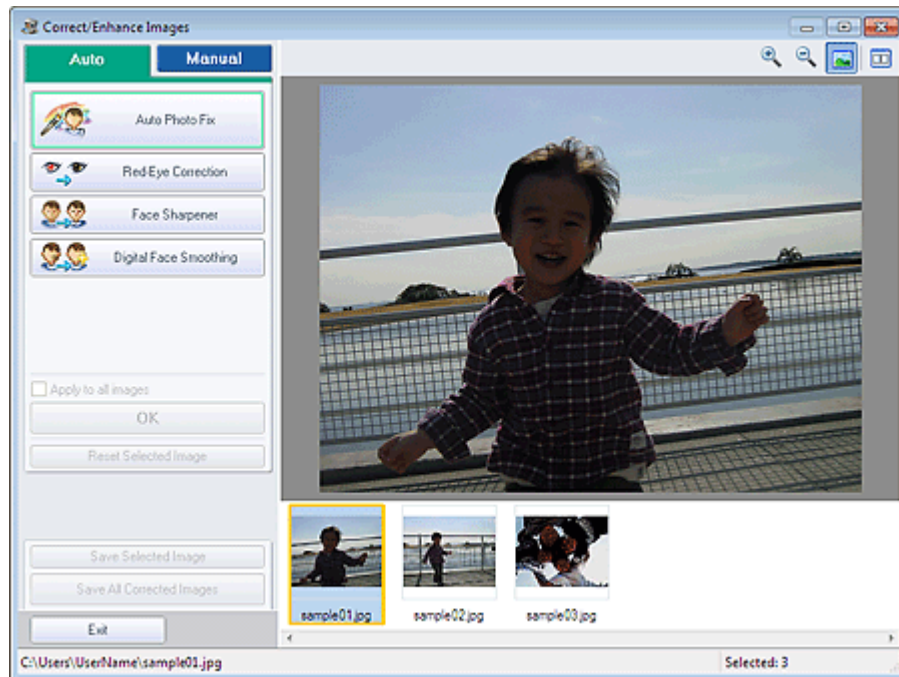 Correct/Enhance Images
Auto
Manual
Auto Photo Fix
Red-Eye Correction
Face Sharpener
Digital Face Smoothing
Apply to all images
OK
Reset Selected Image
Save Selected Image
Save All Corrected Images
Exit
sample01.jpg
sample02.jpg
sample03.jpg
C:\Users\UserName\sample01.jpg
Selected: 3